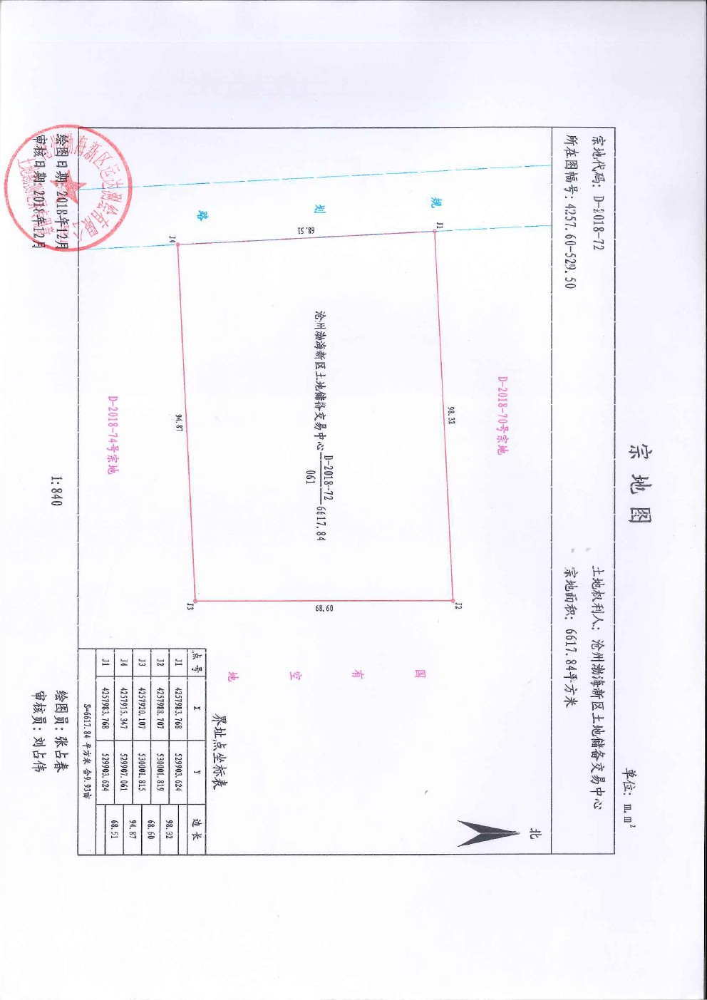 宗地图
单位：m.m²
宗地代码：D-2018-72
土地权利人：沧州渤海新区土地储备交易中心
所在图幅号：4257.60-529.50
宗地面积：6617.84平方米
北
D-2018-70号宗地
规划路
J1
98.32
J2
68.51
沧州渤海新区土地储备交易中心 D-2018-72 6617.84
061
68.60
国有空地
J4
94.87
J3
D-2018-74号宗地
界址点坐标表
点号 X Y 边长
J1 4257983.768 529903.624
98.32
J2 4257988.707 530001.819
68.60
J3 4257920.107 530001.815
94.87
J4 4257915.347 529907.061
68.51
J1 4257983.768 529903.624
S=6617.84 平方米 合9.93亩
绘图日期：2018年12月
1:840
绘图员：张占春
审核日期：2018年12月
审核员：刘占伟